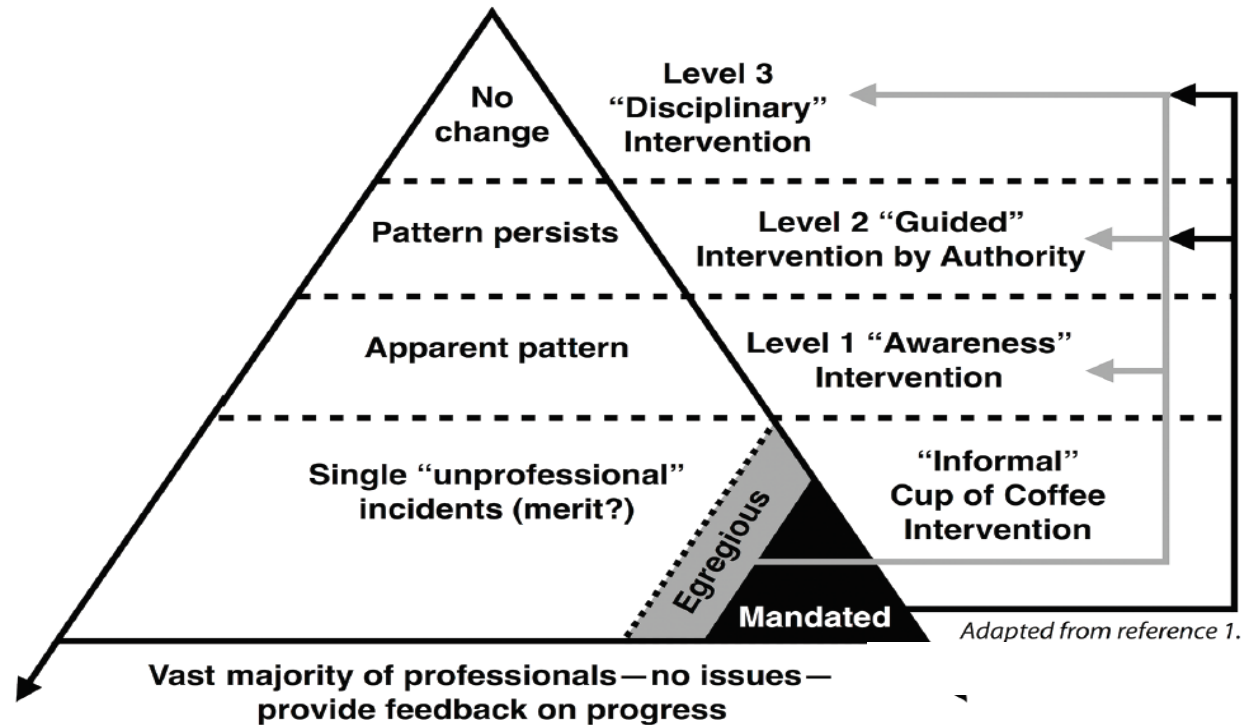 No
change
Level 3
“Disciplinary”
Intervention
Pattern persists
Level 2 “Guided”
Intervention by Authority
Apparent pattern
Level 1 “Awareness”
Intervention
Single “unprofessional”
incidents (merit?)
Egregious
Mandated
“Informal”
Cup of Coffee
Intervention
Adapted from reference 1.
Vast majority of professionals—no issues—
provide feedback on progress